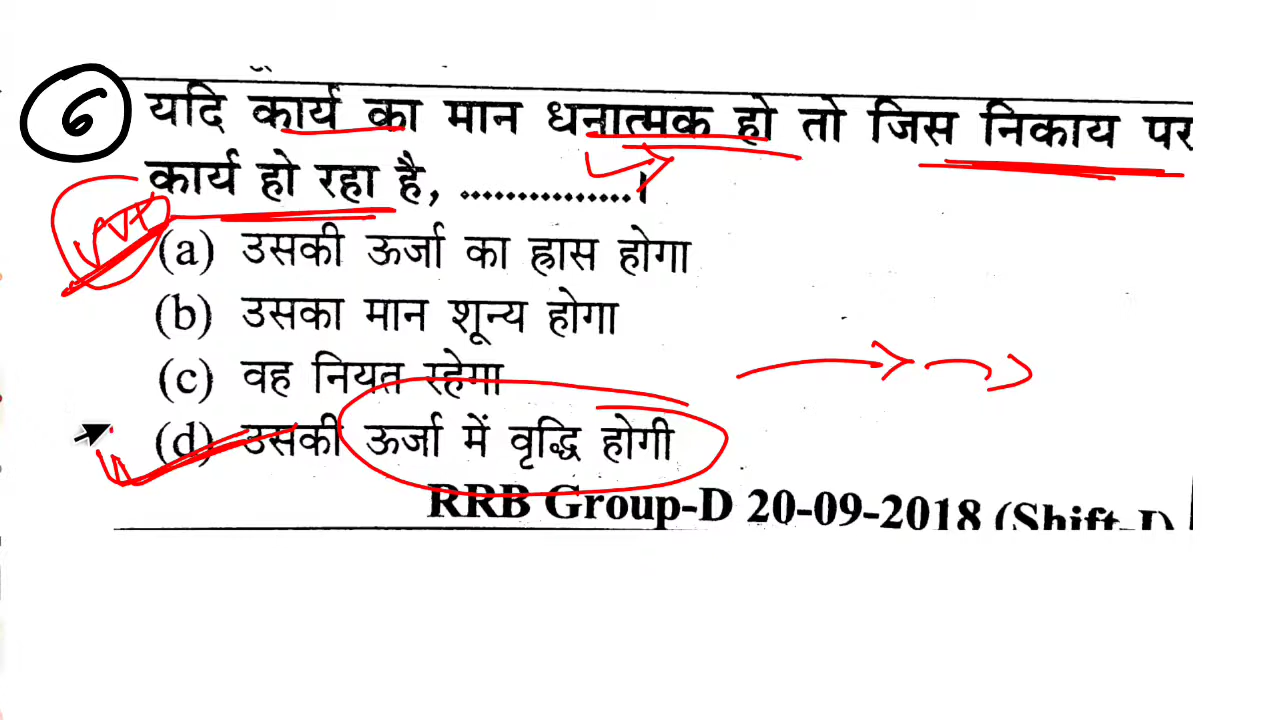 6
यदि कार्य का मान धनात्मक हो तो जिस निकाय पर
कार्य हो रहा है, ................।
(a) उसकी ऊर्जा का ह्रास होगा
(b) उसका मान शून्य होगा
(c) वह नियत रहेगा
(d) उसकी ऊर्जा में वृद्धि होगी
RRB Group-D 20-09-2018 (Shift-I)